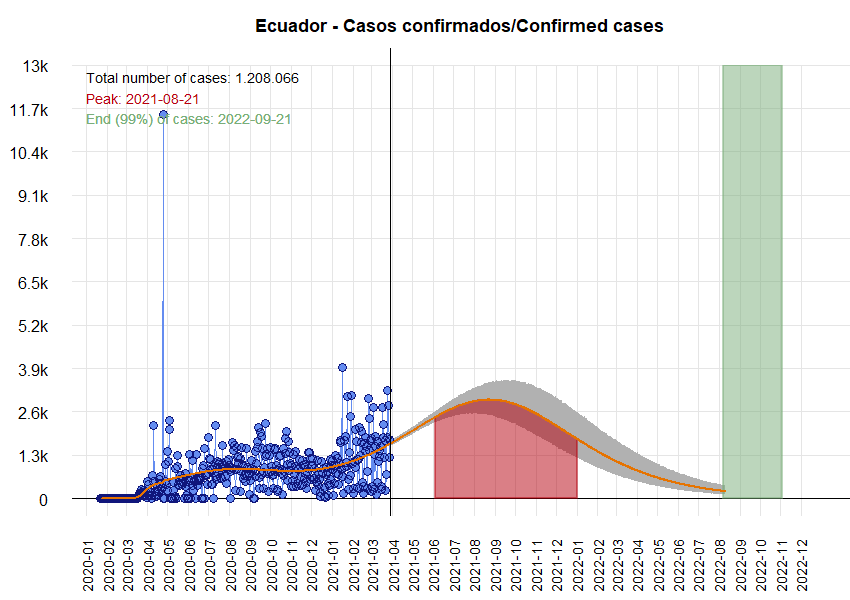 Ecuador - Casos confirmados/Confirmed cases
Total number of cases: 1.208.066
Peak: 2021-08-21
End (99%) of cases: 2022-09-21
13k
11.7k
10.4k
9.1k
7.8k
6.5k
5.2k
3.9k
2.6k
1.3k
0
2020-01
2020-02
2020-03
2020-04
2020-05
2020-06
2020-07
2020-08
2020-09
2020-10
2020-11
2020-12
2021-01
2021-02
2021-03
2021-04
2021-05
2021-06
2021-07
2021-08
2021-09
2021-10
2021-11
2021-12
2022-01
2022-02
2022-03
2022-04
2022-05
2022-06
2022-07
2022-08
2022-09
2022-10
2022-11
2022-12